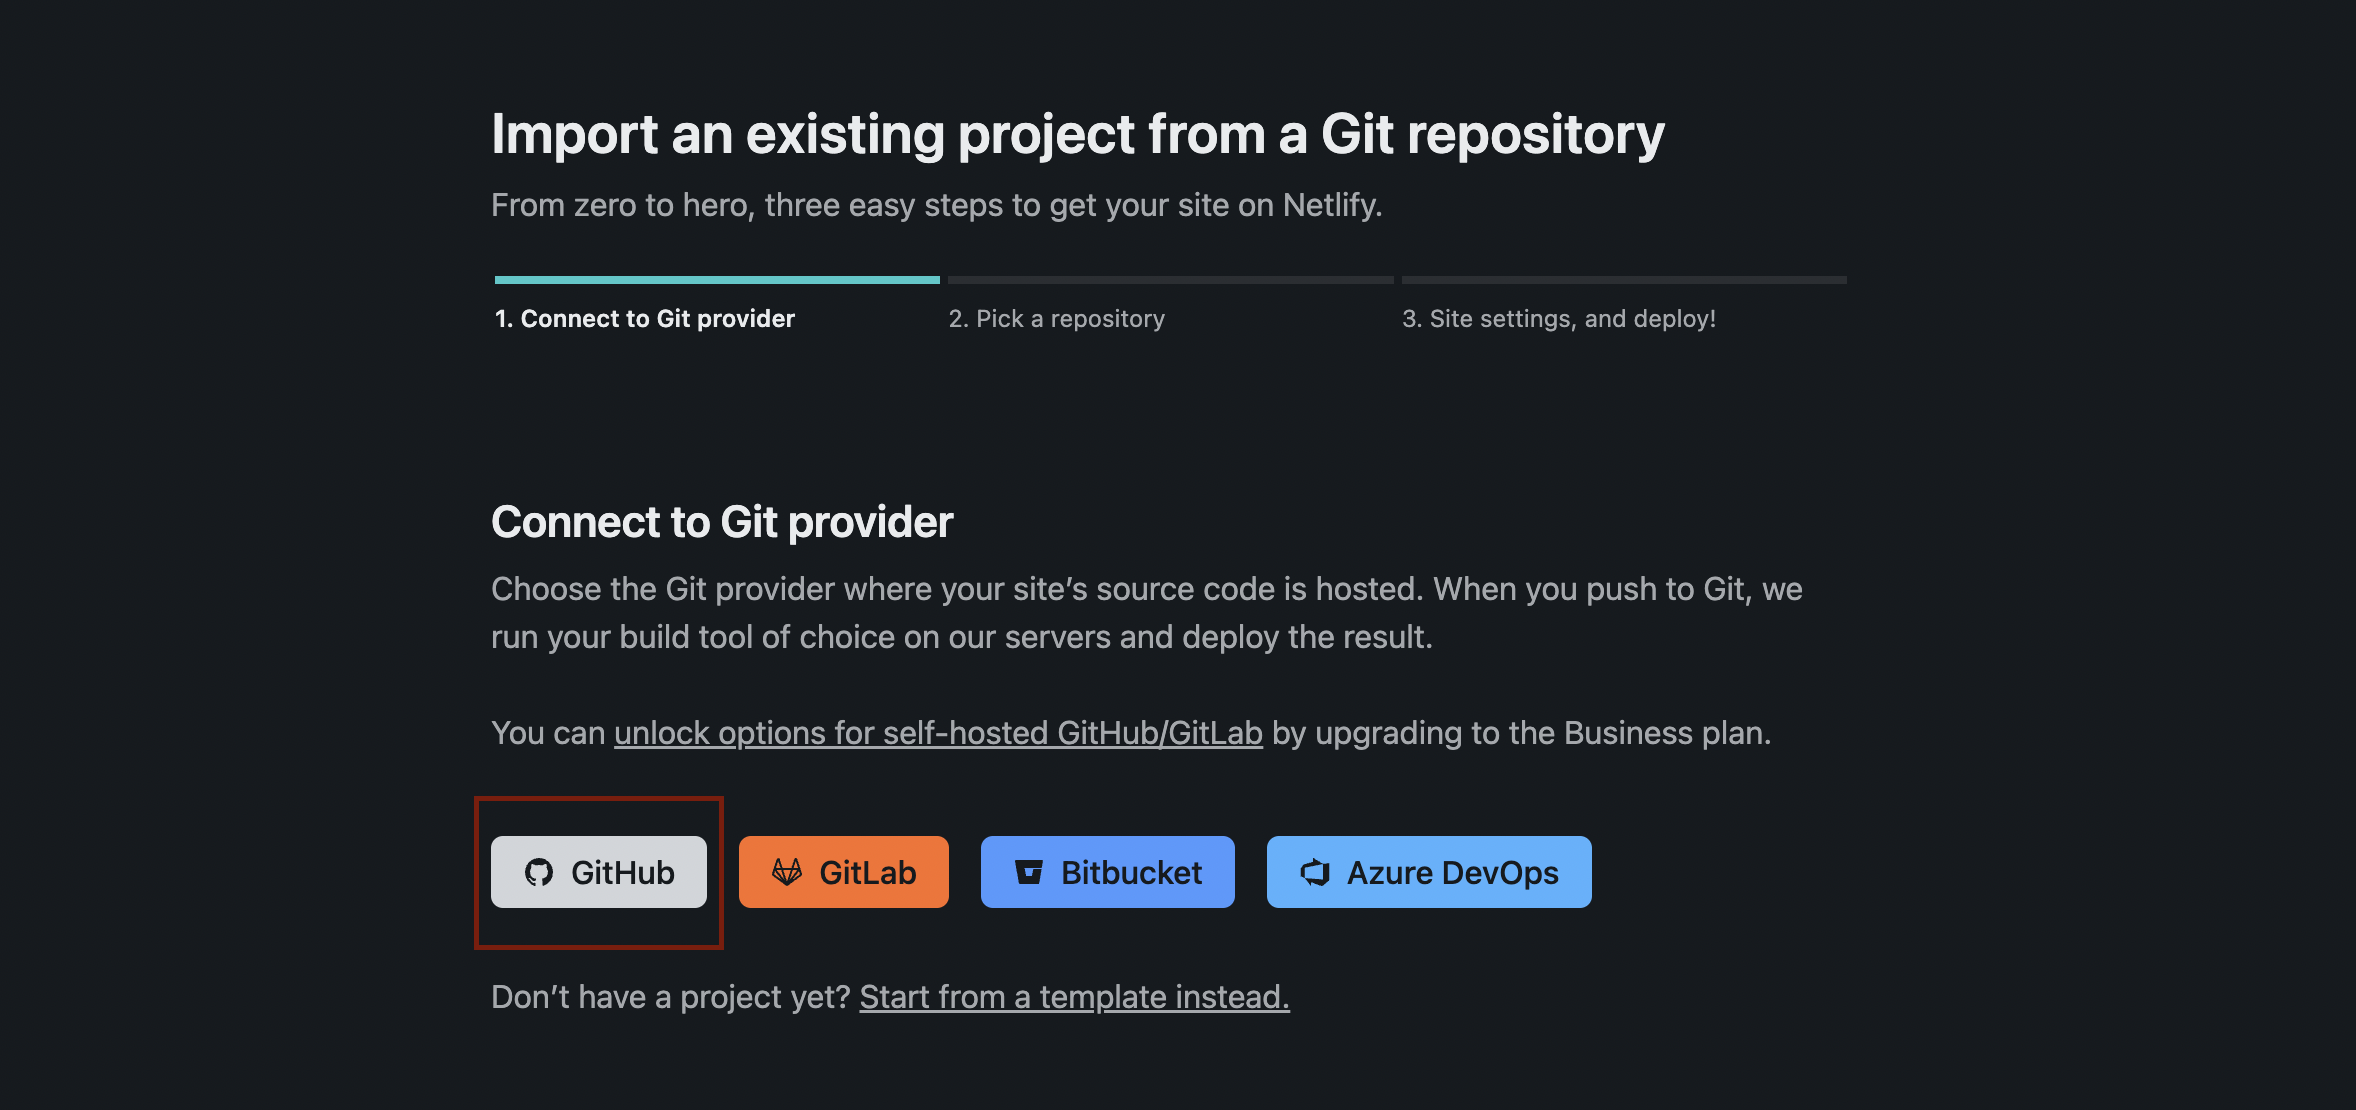 Import an existing project from a Git repository
From zero to hero, three easy steps to get your site on Netlify.
1. Connect to Git provider
2. Pick a repository
3. Site settings, and deploy!
Connect to Git provider
Choose the Git provider where your site’s source code is hosted. When you push to Git, we
run your build tool of choice on our servers and deploy the result.
You can unlock options for self-hosted GitHub/GitLab by upgrading to the Business plan.
GitHub
GitLab
Bitbucket
Azure DevOps
Don’t have a project yet? Start from a template instead.